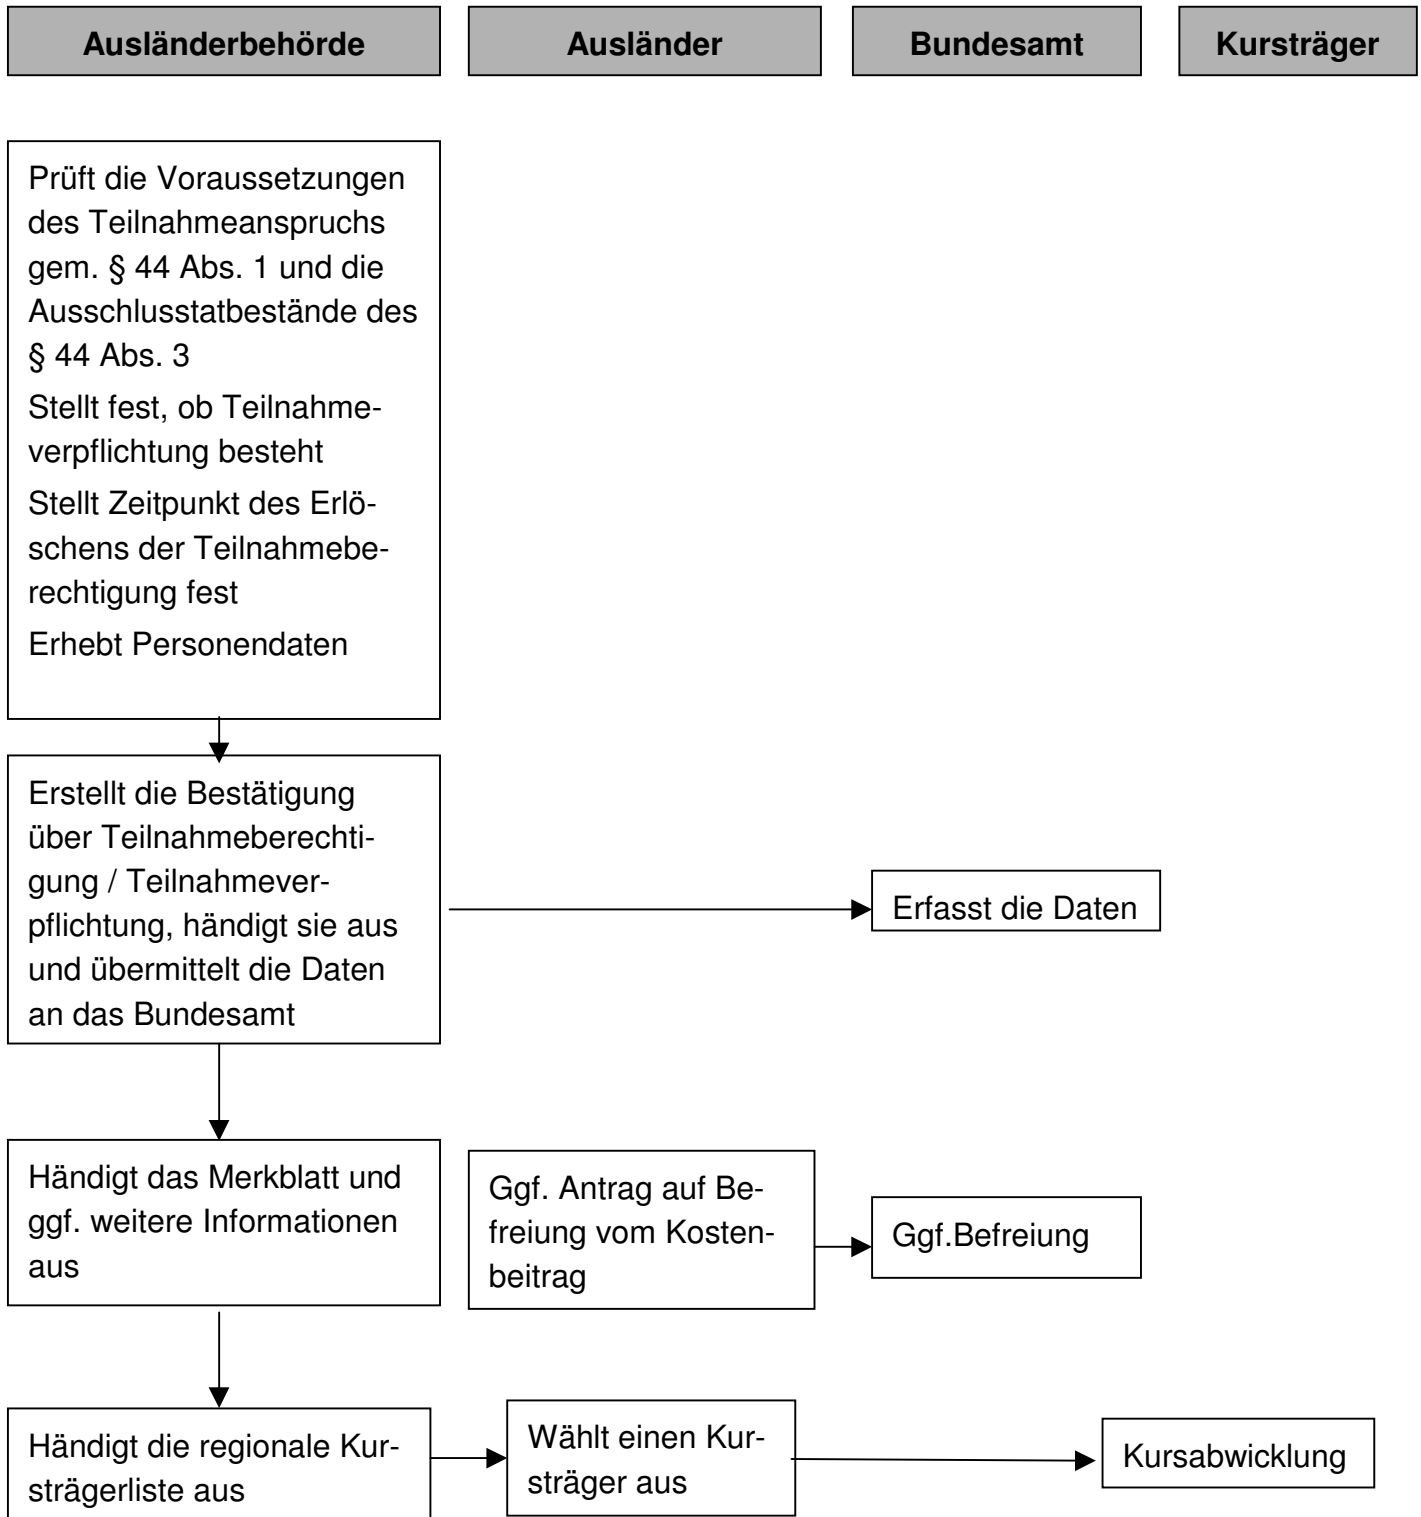 Ausländerbehörde
Ausländer
Bundesamt
Kursträger
Prüft die Voraussetzungen
des Teilnahmeanspruchs
gem. § 44 Abs. 1 und die
Ausschlusstatbestände des
§ 44 Abs. 3
Stellt fest, ob Teilnahme-
verpflichtung besteht
Stellt Zeitpunkt des Erlö-
schens der Teilnahmebe-
rechtigung fest
Erhebt Personendaten
Erstellt die Bestätigung
über Teilnahmeberechti-
gung / Teilnahmever-
pflichtung, händigt sie aus
und übermittelt die Daten
an das Bundesamt
Erfasst die Daten
Händigt das Merkblatt und
ggf. weitere Informationen
aus
Ggf. Antrag auf Be-
freiung vom Kosten-
beitrag
Ggf.Befreiung
Händigt die regionale Kur-
strägerliste aus
Wählt einen Kur-
sträger aus
Kursabwicklung